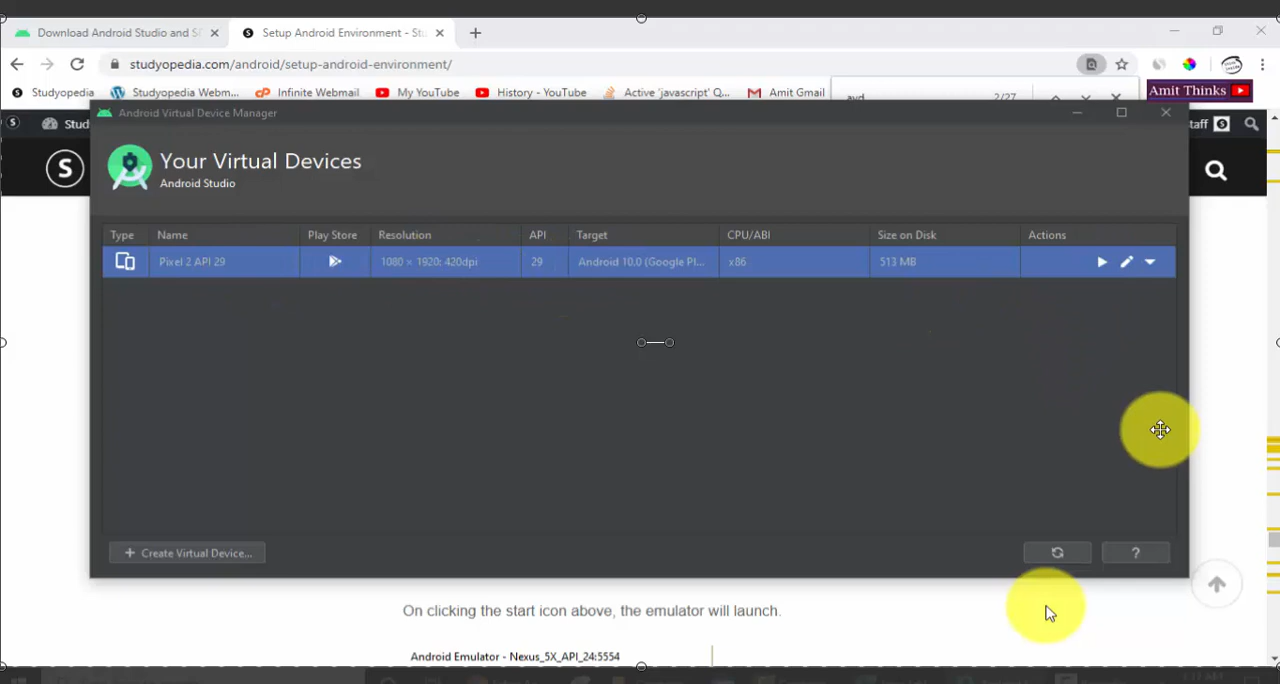 Download Android Studio and S
Setup Android Environment - Stu
studyopedia.com/android/setup-android-environment/
Studyopedia
Studyopedia Webm...
Infinite Webmail
My YouTube
History - YouTube
Active 'javascript' Q...
Amit Gmail
avd
2/27
Amit Thinks
S
Stud
taff
S
S
Android Virtual Device Manager
Your Virtual Devices
Android Studio
Type Name Play Store Resolution API Target CPU/ABI Size on Disk Actions
Pixel 2 API 29 1080 × 1920: 420dpi 29 Android 10.0 (Google Pl... x86 513 MB
+ Create Virtual Device...
?
On clicking the start icon above, the emulator will launch.
Android Emulator - Nexus_5X_API_24:5554